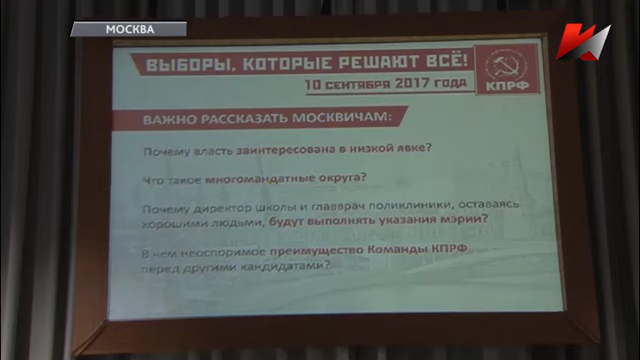 МОСКВА
ВЫБОРЫ, КОТОРЫЕ РЕШАЮТ ВСЁ!
10 СЕНТЯБРЯ 2017 ГОДА
КПРФ
ВАЖНО РАССКАЗАТЬ МОСКВИЧАМ:
Почему власть заинтересована в низкой явке?
Что такое многомандатные округа?
Почему директор школы и главврач поликлиники, оставаясь
хорошими людьми, будут выполнять указания мэрии?
В чем неоспоримое преимущество Команды КПРФ
перед другими кандидатами?